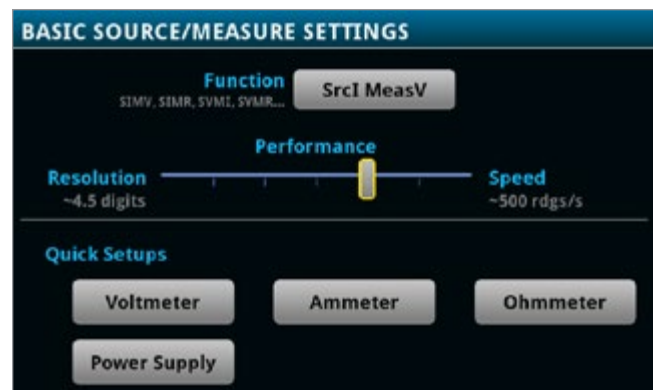 BASIC SOURCE/MEASURE SETTINGS
Function
SIMV, SIMR, SVMI, SVMR...
SrcI MeasV
Performance
Resolution
~4.5 digits
Speed
~500 rdgs/s
Quick Setups
Voltmeter
Ammeter
Ohmmeter
Power Supply